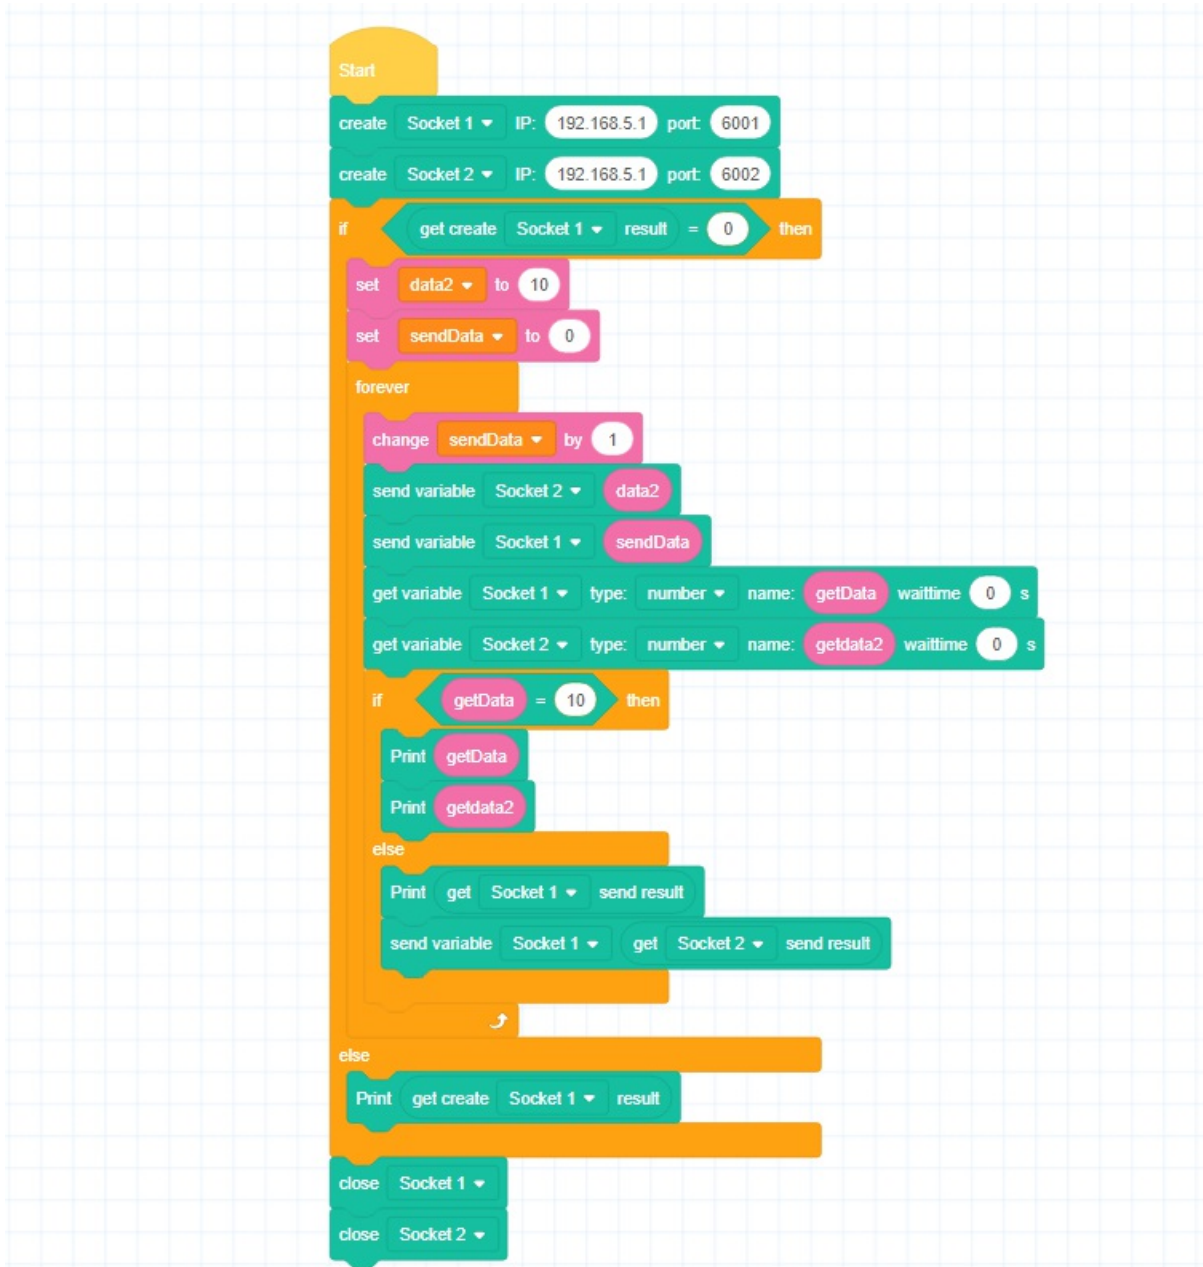 Start
create Socket 1 IP: 192.168.5.1 port: 6001
create Socket 2 IP: 192.168.5.1 port: 6002
if get create Socket 1 result = 0 then
set data2 to 10
set sendData to 0
forever
change sendData by 1
send variable Socket 2 data2
send variable Socket 1 sendData
get variable Socket 1 type: number name: getData waittime 0 s
get variable Socket 2 type: number name: getdata2 waittime 0 s
if getData = 10 then
Print getData
Print getdata2
else
Print get Socket 1 send result
send variable Socket 1 get Socket 2 send result
else
Print get create Socket 1 result
close Socket 1
close Socket 2